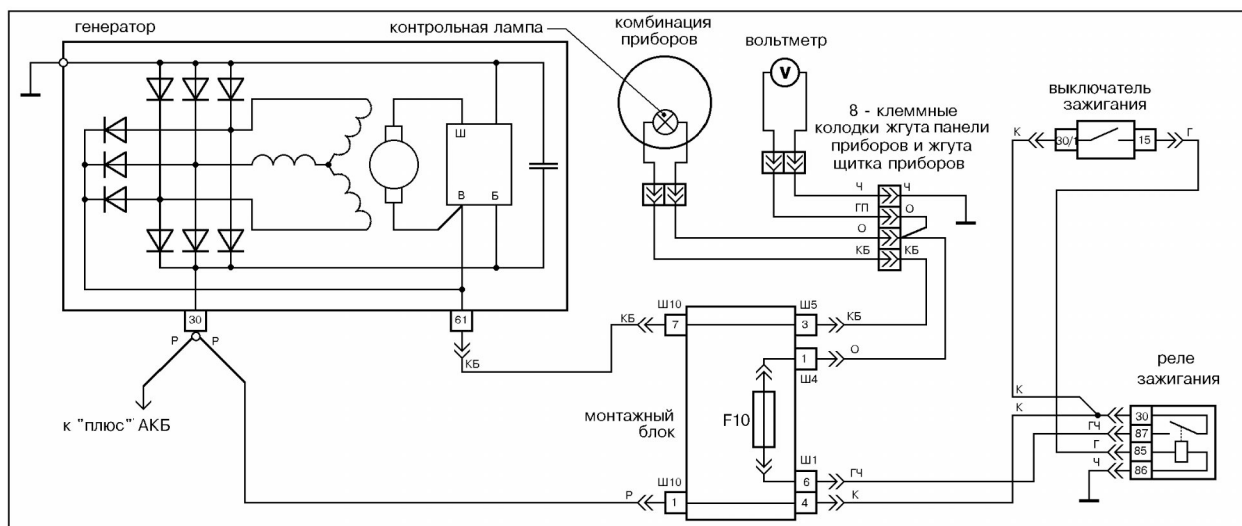 генератор
контрольная лампа
комбинация
приборов
вольтметр
V
8 - клеммные
колодки жгута панели
приборов и жгута
щитка приборов
выключатель
зажигания
К
30/1
15
Г
Ш
В
Б
Ч
Ч
ГП
О
О
КБ
КБ
30
61
Р
Р
КБ
к "плюс" АКБ
Ш10
КБ
7
Ш5
3
КБ
1
О
Ш4
F10
монтажный
блок
Ш1
6
ГЧ
Ш10
Р
1
4
К
реле
зажигания
К
К
30
ГЧ
87
Г
85
Ч
86